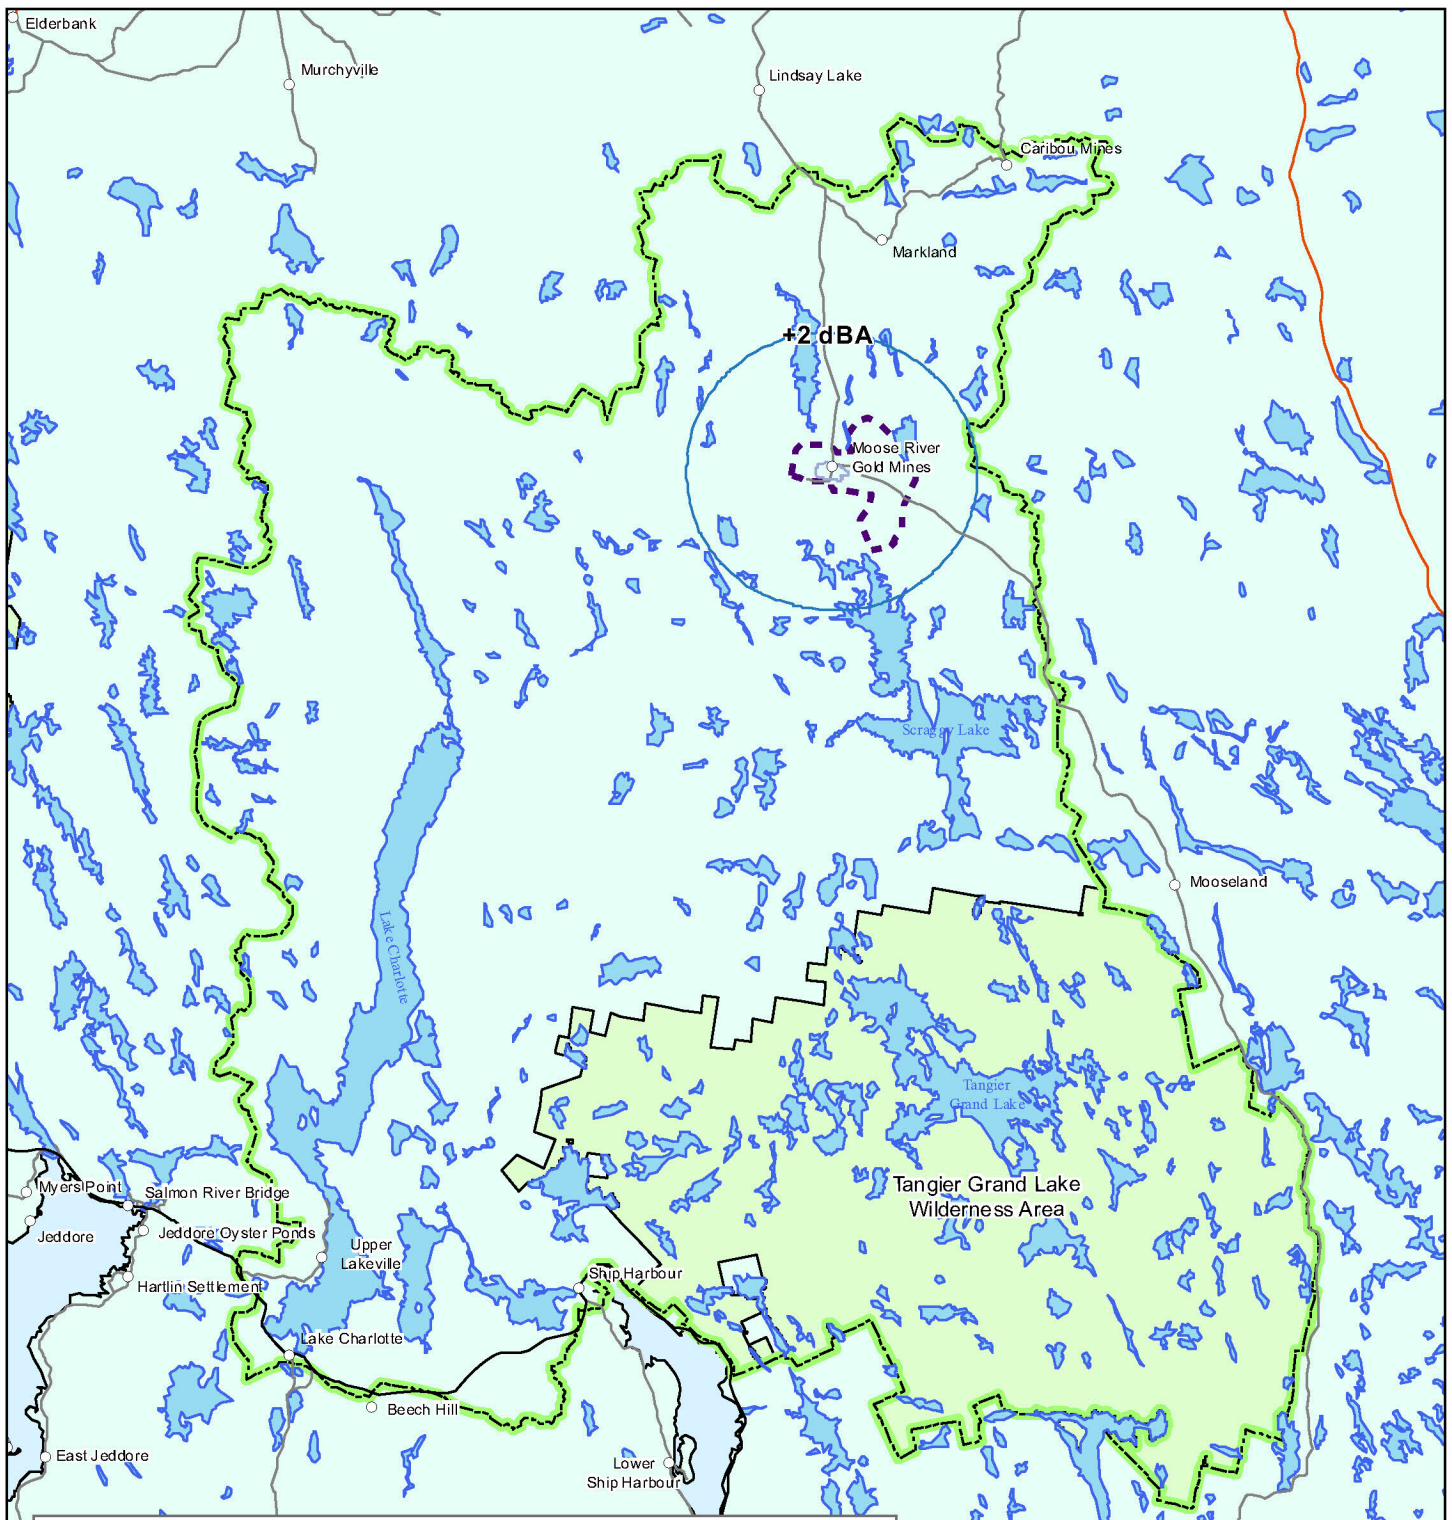 Elderbank
Murchyville
Lindsay Lake
Caribou Mines
Markland
+2 dBA
Moose River
Gold Mines
Scraggy Lake
Mooseland
Lake Charlotte
Tangier
Grand Lake
Tangier Grand Lake
Wilderness Area
Myers Point
Salmon River Bridge
Jeddore
Jeddore Oyster Ponds
Upper
Lakeville
Hartlin Settlement
Ship Harbour
Lake Charlotte
Beech Hill
East Jeddore
Lower
Ship Harbour